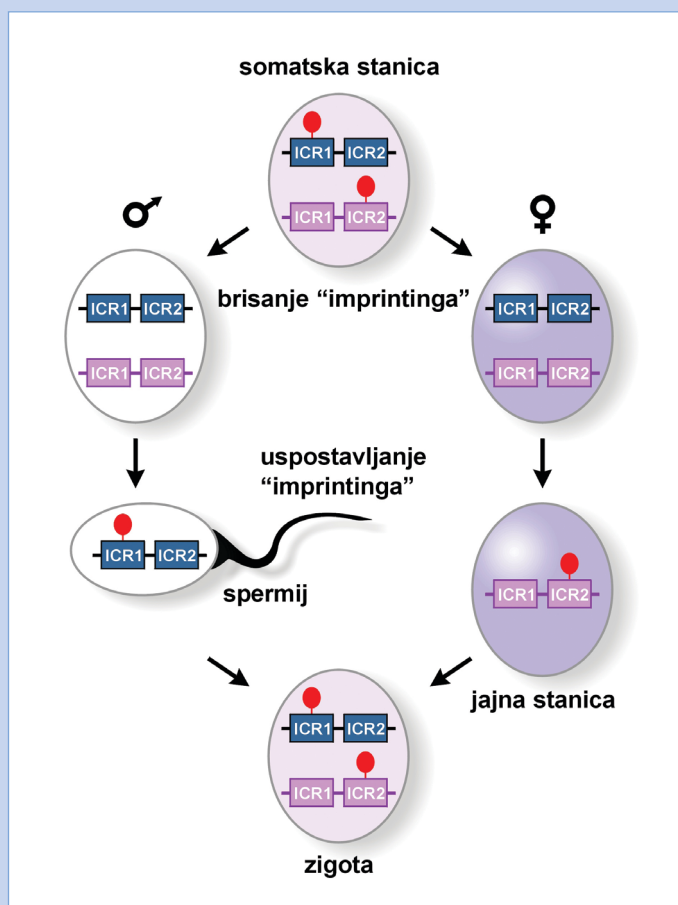 somatska stanica
ICR1 ICR2
ICR1 ICR2
♂ ♀
brisanje “imprintinga”
ICR1 ICR2
ICR1 ICR2
ICR1 ICR2
ICR1 ICR2
uspostavljanje
“imprintinga”
ICR1 ICR2
spermij
ICR1 ICR2
jajna stanica
ICR1 ICR2
ICR1 ICR2
zigota